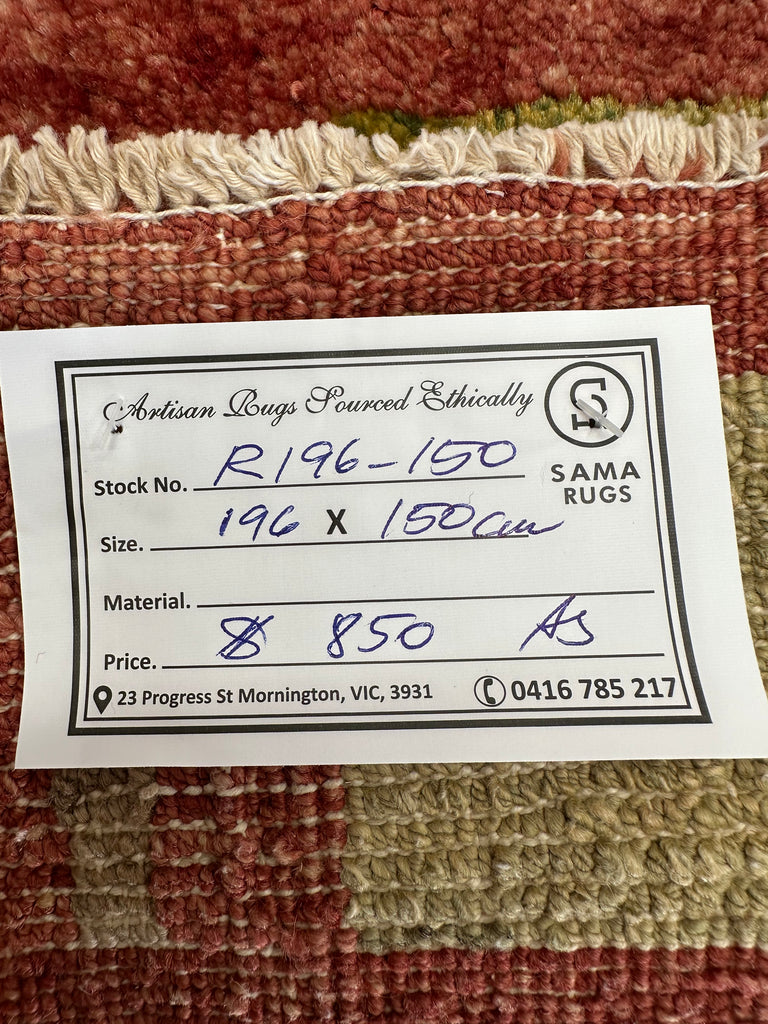 Artisan Rugs Sourced Ethically
Stock No. R196-150
SAMA
RUGS
Size. 196 X 150cm
Material.
Price. $ 850 AS
23 Progress St Mornington, VIC, 3931
0416 785 217